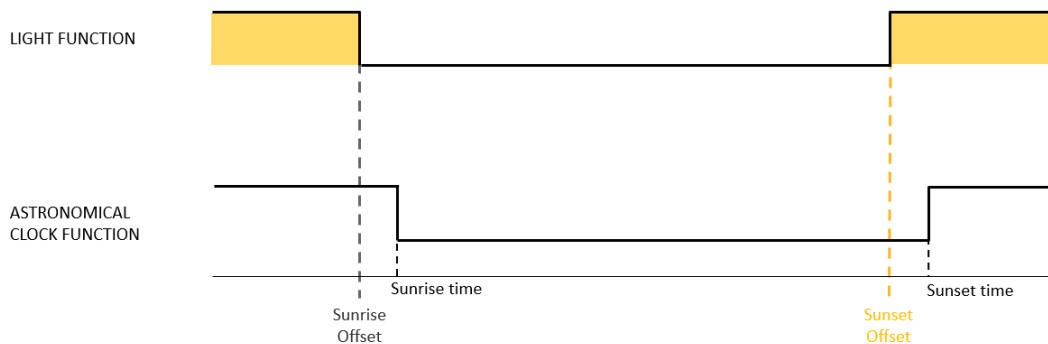 LIGHT FUNCTION
ASTRONOMICAL
CLOCK FUNCTION
Sunrise time
Sunset time
Sunrise
Offset
Sunset
Offset